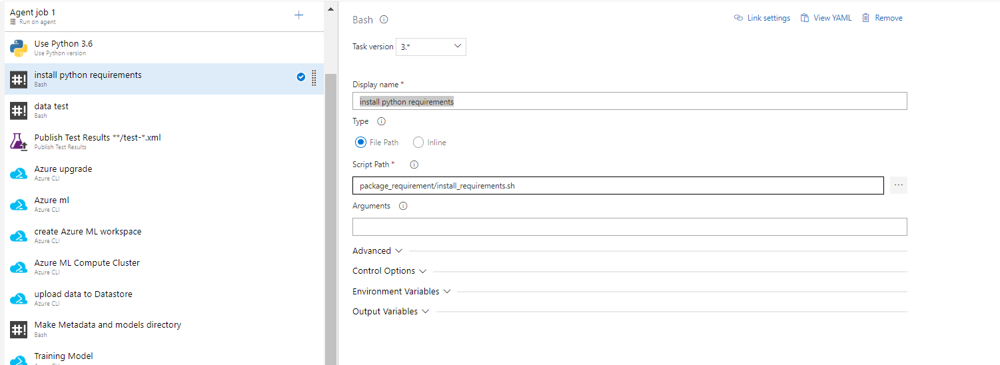 Agent job 1
Run on agent
Use Python 3.6
Use Python version
install python requirements
Bash
data test
Bash
Publish Test Results **/test-*.xml
Publish Test Results
Azure upgrade
Azure CLI
Azure ml
Azure CLI
create Azure ML workspace
Azure CLI
Azure ML Compute Cluster
Azure CLI
upload data to Datastore
Azure CLI
Make Metadata and models directory
Bash
Training Model
Bash
Link settings View YAML Remove
Task version 3.*
Display name *
install python requirements
Type
File Path Inline
Script Path *
package_requirement/install_requirements.sh
Arguments
Advanced
Control Options
Environment Variables
Output Variables